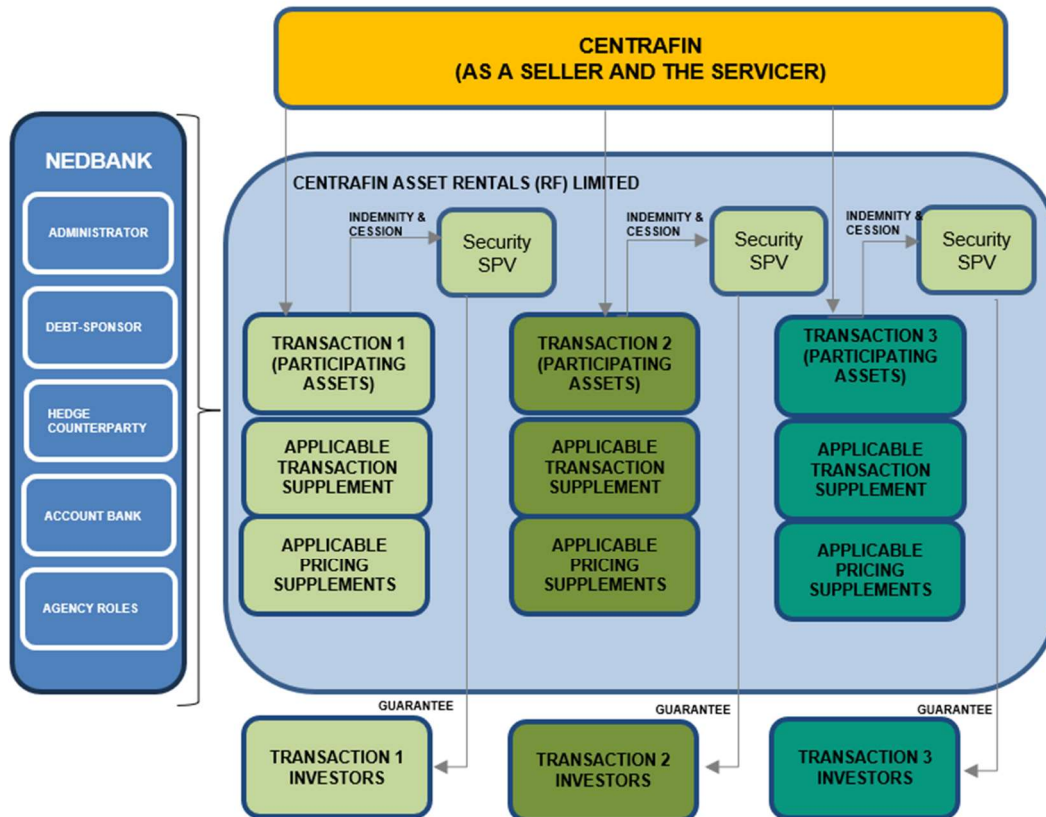 CENTRAFIN
(AS A SELLER AND THE SERVICER)
NEDBANK
ADMINISTRATOR
DEBT-SPONSOR
HEDGE
COUNTERPARTY
ACCOUNT BANK
AGENCY ROLES
CENTRAFIN ASSET RENTALS (RF) LIMITED
INDEMNITY &
CESSION
Security
SPV
INDEMNITY &
CESSION
Security
SPV
INDEMNITY &
CESSION
Security
SPV
TRANSACTION 1
(PARTICIPATING
ASSETS)
APPLICABLE
TRANSACTION
SUPPLEMENT
APPLICABLE
PRICING
SUPPLEMENTS
TRANSACTION 2
(PARTICIPATING
ASSETS)
APPLICABLE
TRANSACTION
SUPPLEMENT
APPLICABLE
PRICING
SUPPLEMENTS
TRANSACTION 3
(PARTICIPATING
ASSETS)
APPLICABLE
TRANSACTION
SUPPLEMENT
APPLICABLE
PRICING
SUPPLEMENTS
GUARANTEE
GUARANTEE
GUARANTEE
TRANSACTION 1
INVESTORS
TRANSACTION 2
INVESTORS
TRANSACTION 3
INVESTORS